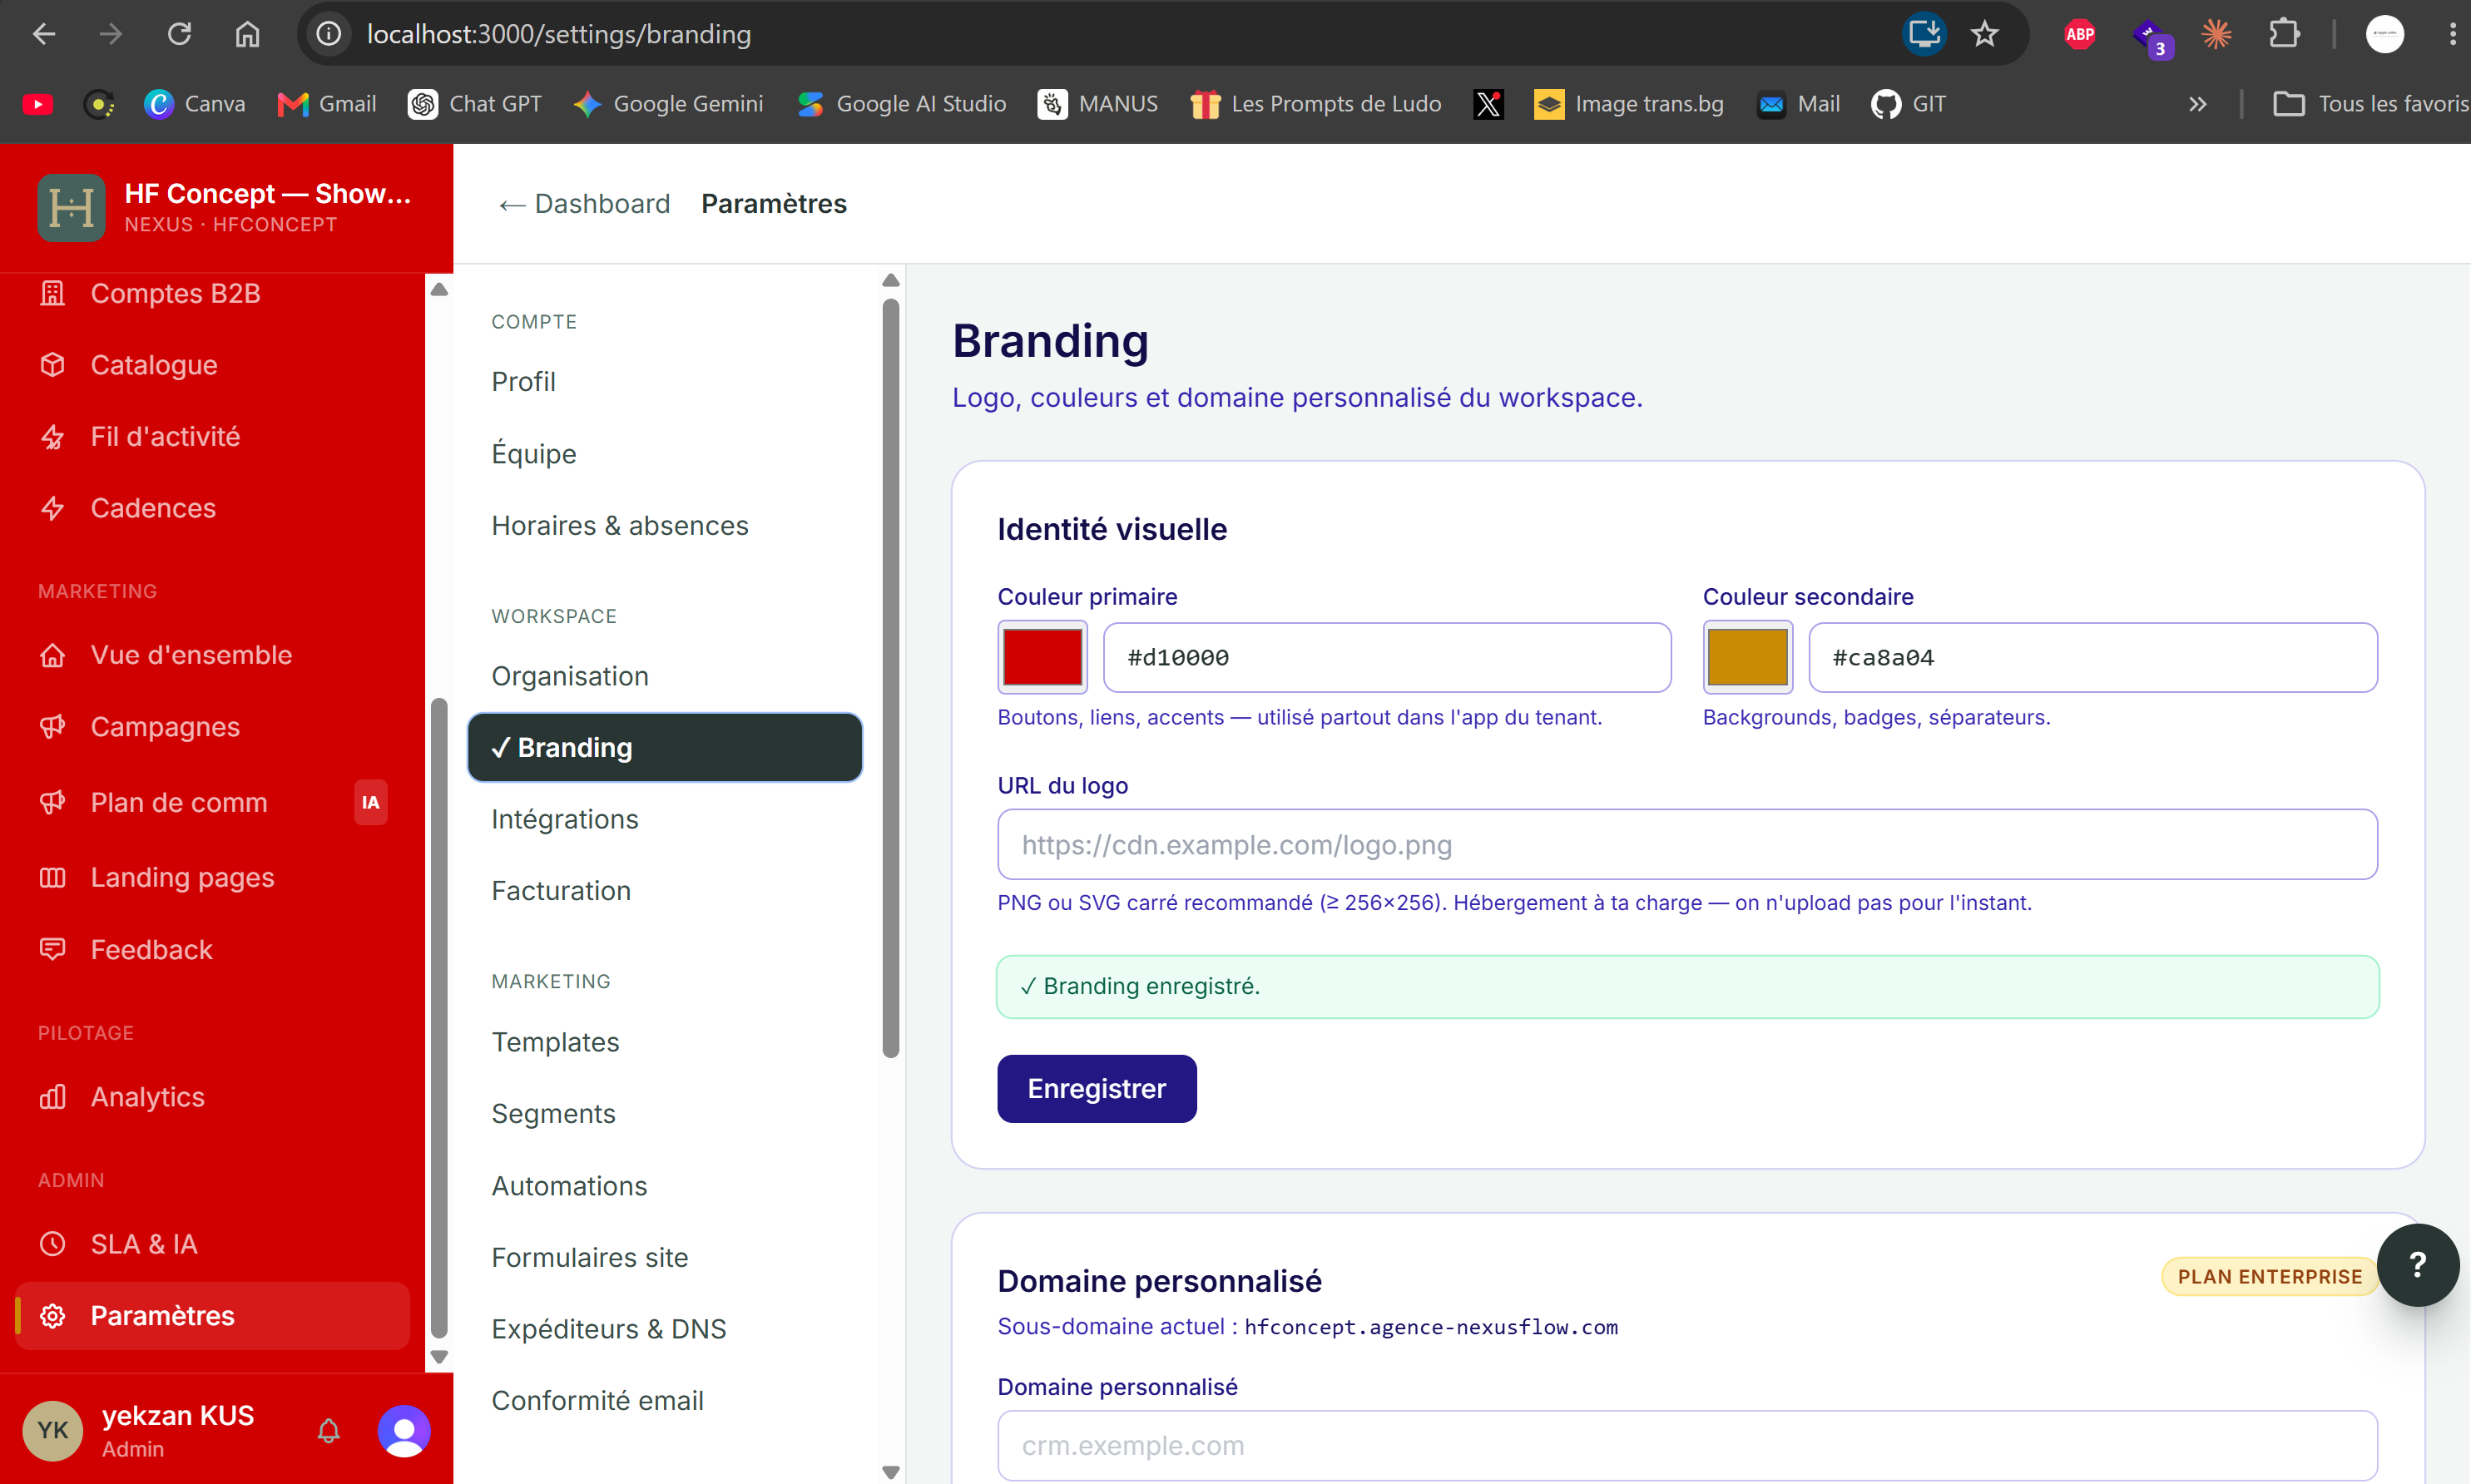 localhost:3000/settings/branding
ABP
3
Canva
Gmail
Chat GPT
Google Gemini
Google AI Studio
MANUS
Les Prompts de Ludo
Image trans.bg
Mail
GIT
Tous les favoris
HF Concept — Show...
NEXUS · HFCONCEPT
Comptes B2B
Catalogue
Fil d'activité
Cadences
MARKETING
Vue d'ensemble
Campagnes
Plan de comm
IA
Landing pages
Feedback
PILOTAGE
Analytics
ADMIN
SLA & IA
Paramètres
YK
yekzan KUS
Admin
← Dashboard
Paramètres
COMPTE
Profil
Équipe
Horaires & absences
WORKSPACE
Organisation
✓ Branding
Intégrations
Facturation
MARKETING
Templates
Segments
Automations
Formulaires site
Expéditeurs & DNS
Conformité email
Branding
Logo, couleurs et domaine personnalisé du workspace.
Identité visuelle
Couleur primaire
#d10000
Boutons, liens, accents — utilisé partout dans l'app du tenant.
Couleur secondaire
#ca8a04
Backgrounds, badges, séparateurs.
URL du logo
https://cdn.example.com/logo.png
PNG ou SVG carré recommandé (≥ 256×256). Hébergement à ta charge — on n'upload pas pour l'instant.
✓ Branding enregistré.
Enregistrer
Domaine personnalisé
PLAN ENTERPRISE
?
Sous-domaine actuel : hfconcept.agence-nexusflow.com
Domaine personnalisé
crm.exemple.com